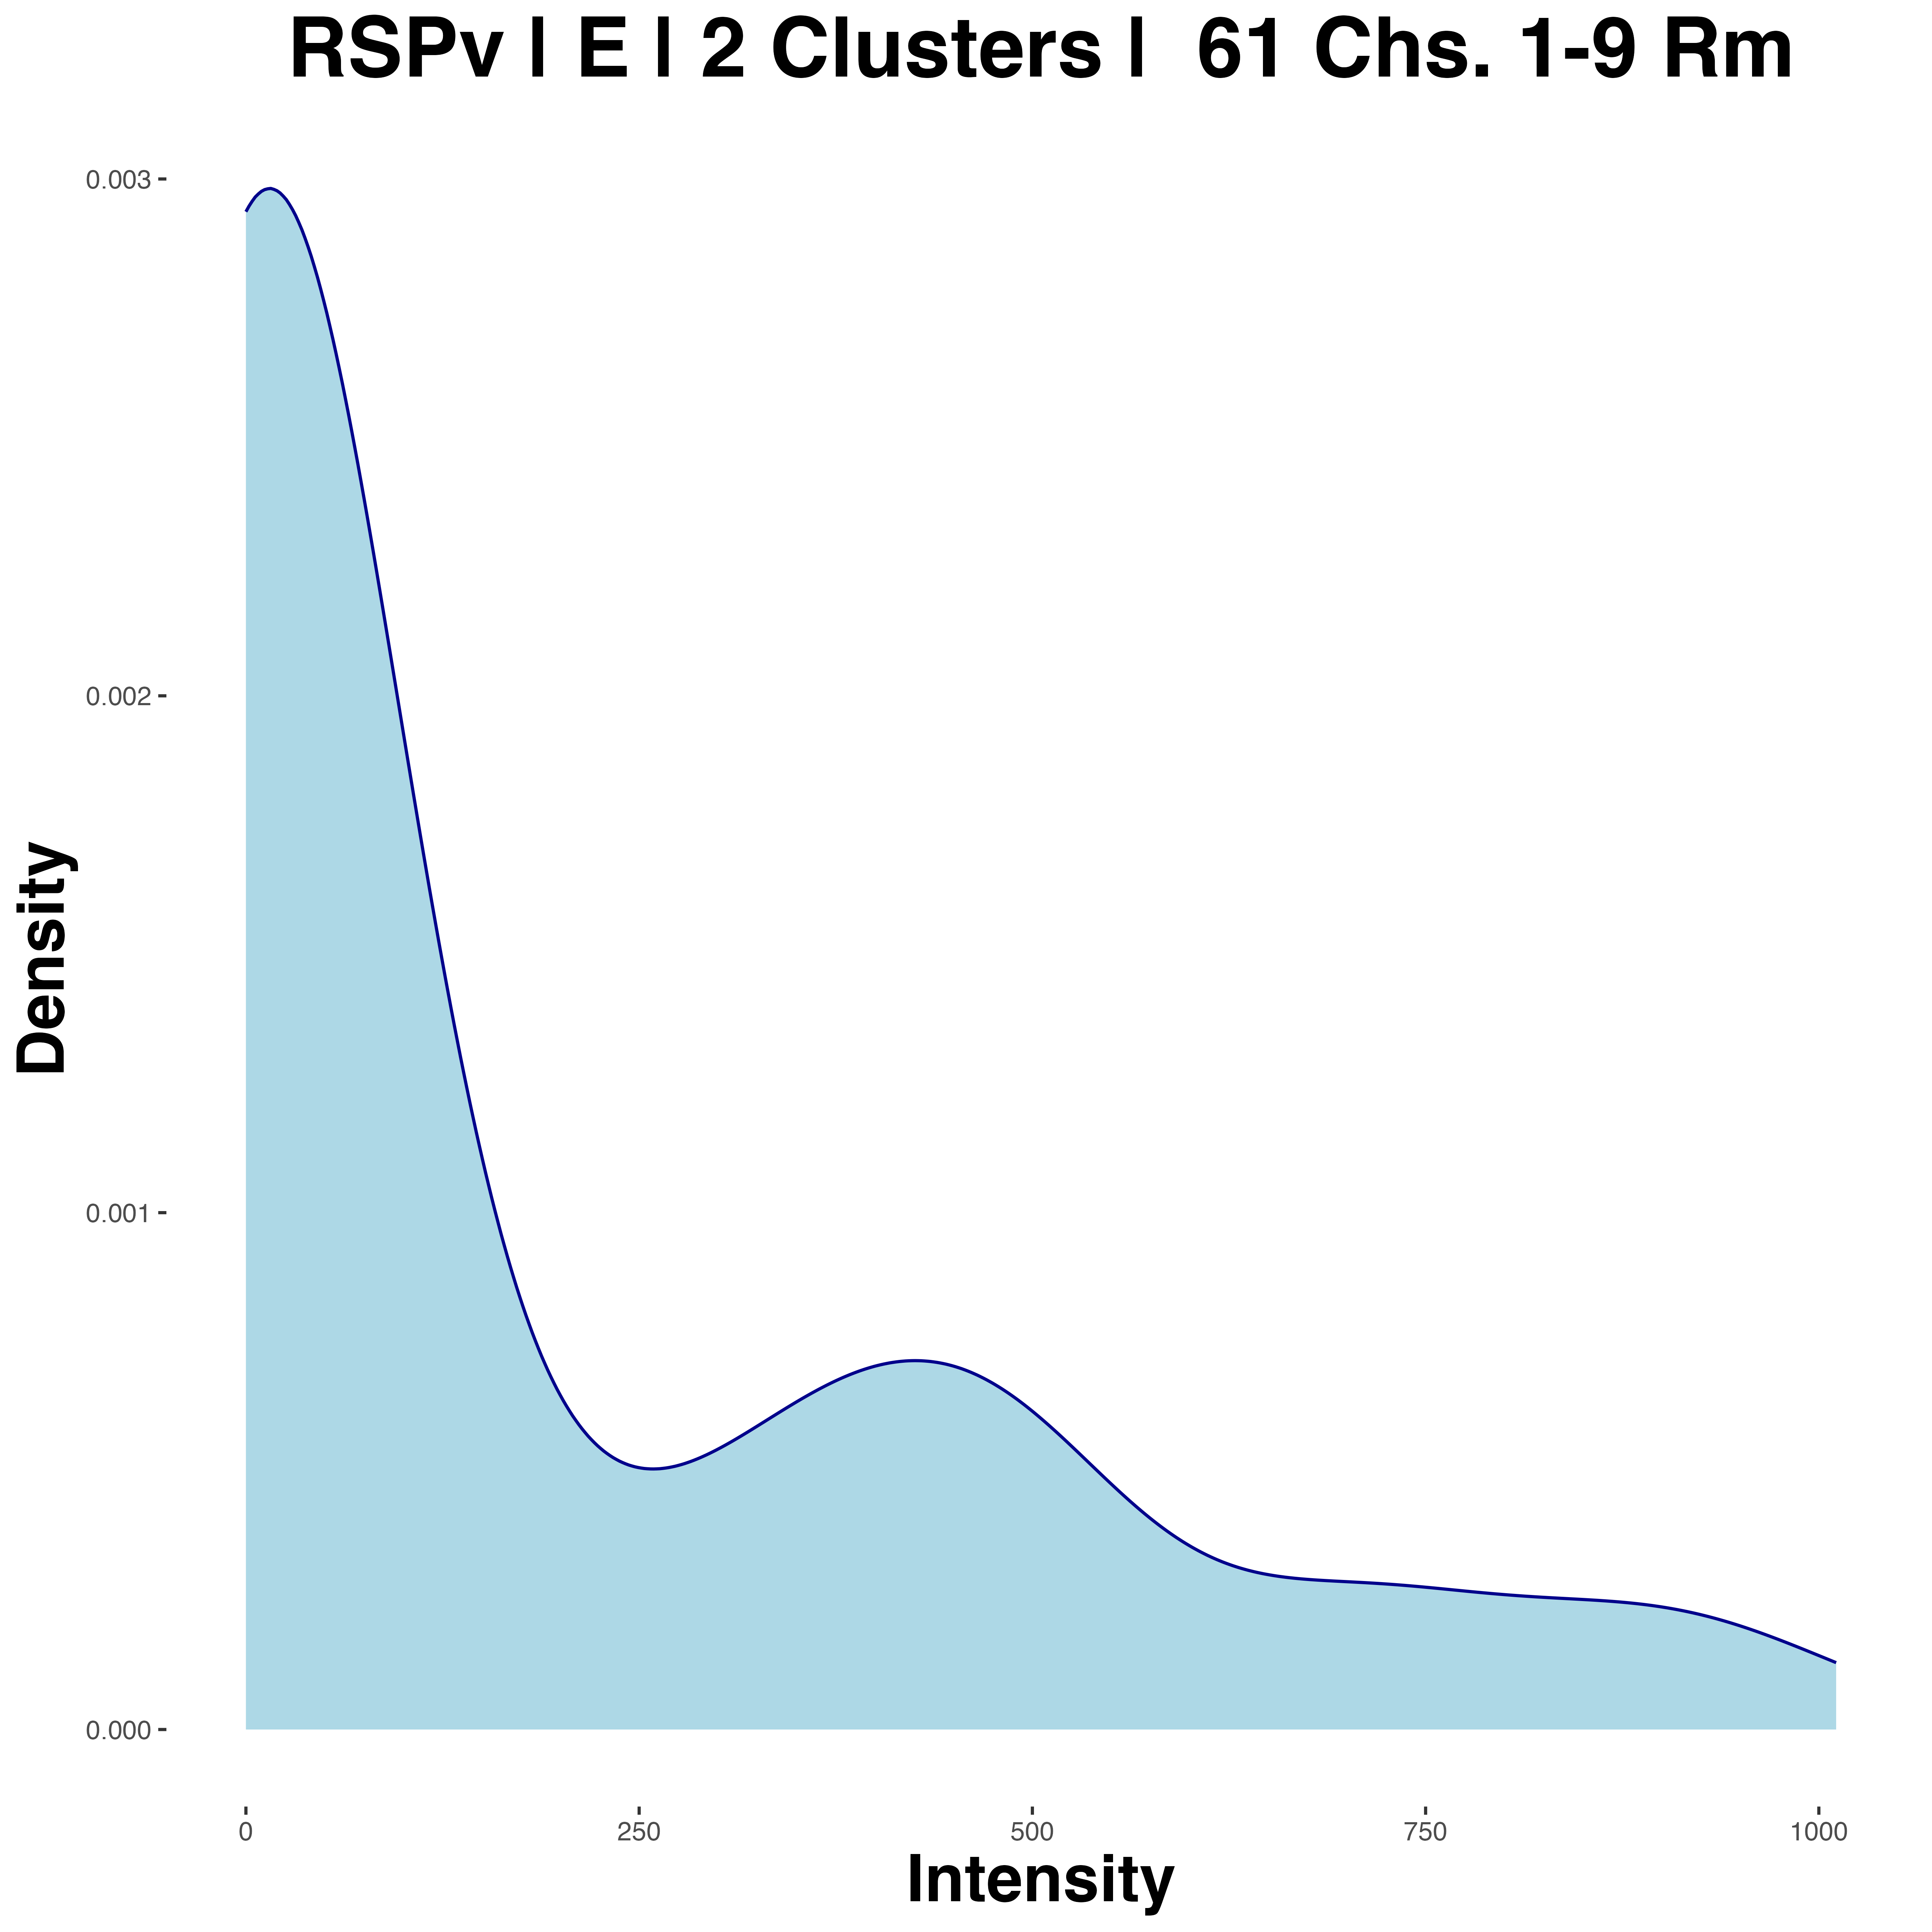 RSPv | E | 2 Clusters | 61 Chs. 1-9 Rm
0.003
0.002
0.001
0.000
Density
0 250 500 750 1000
Intensity